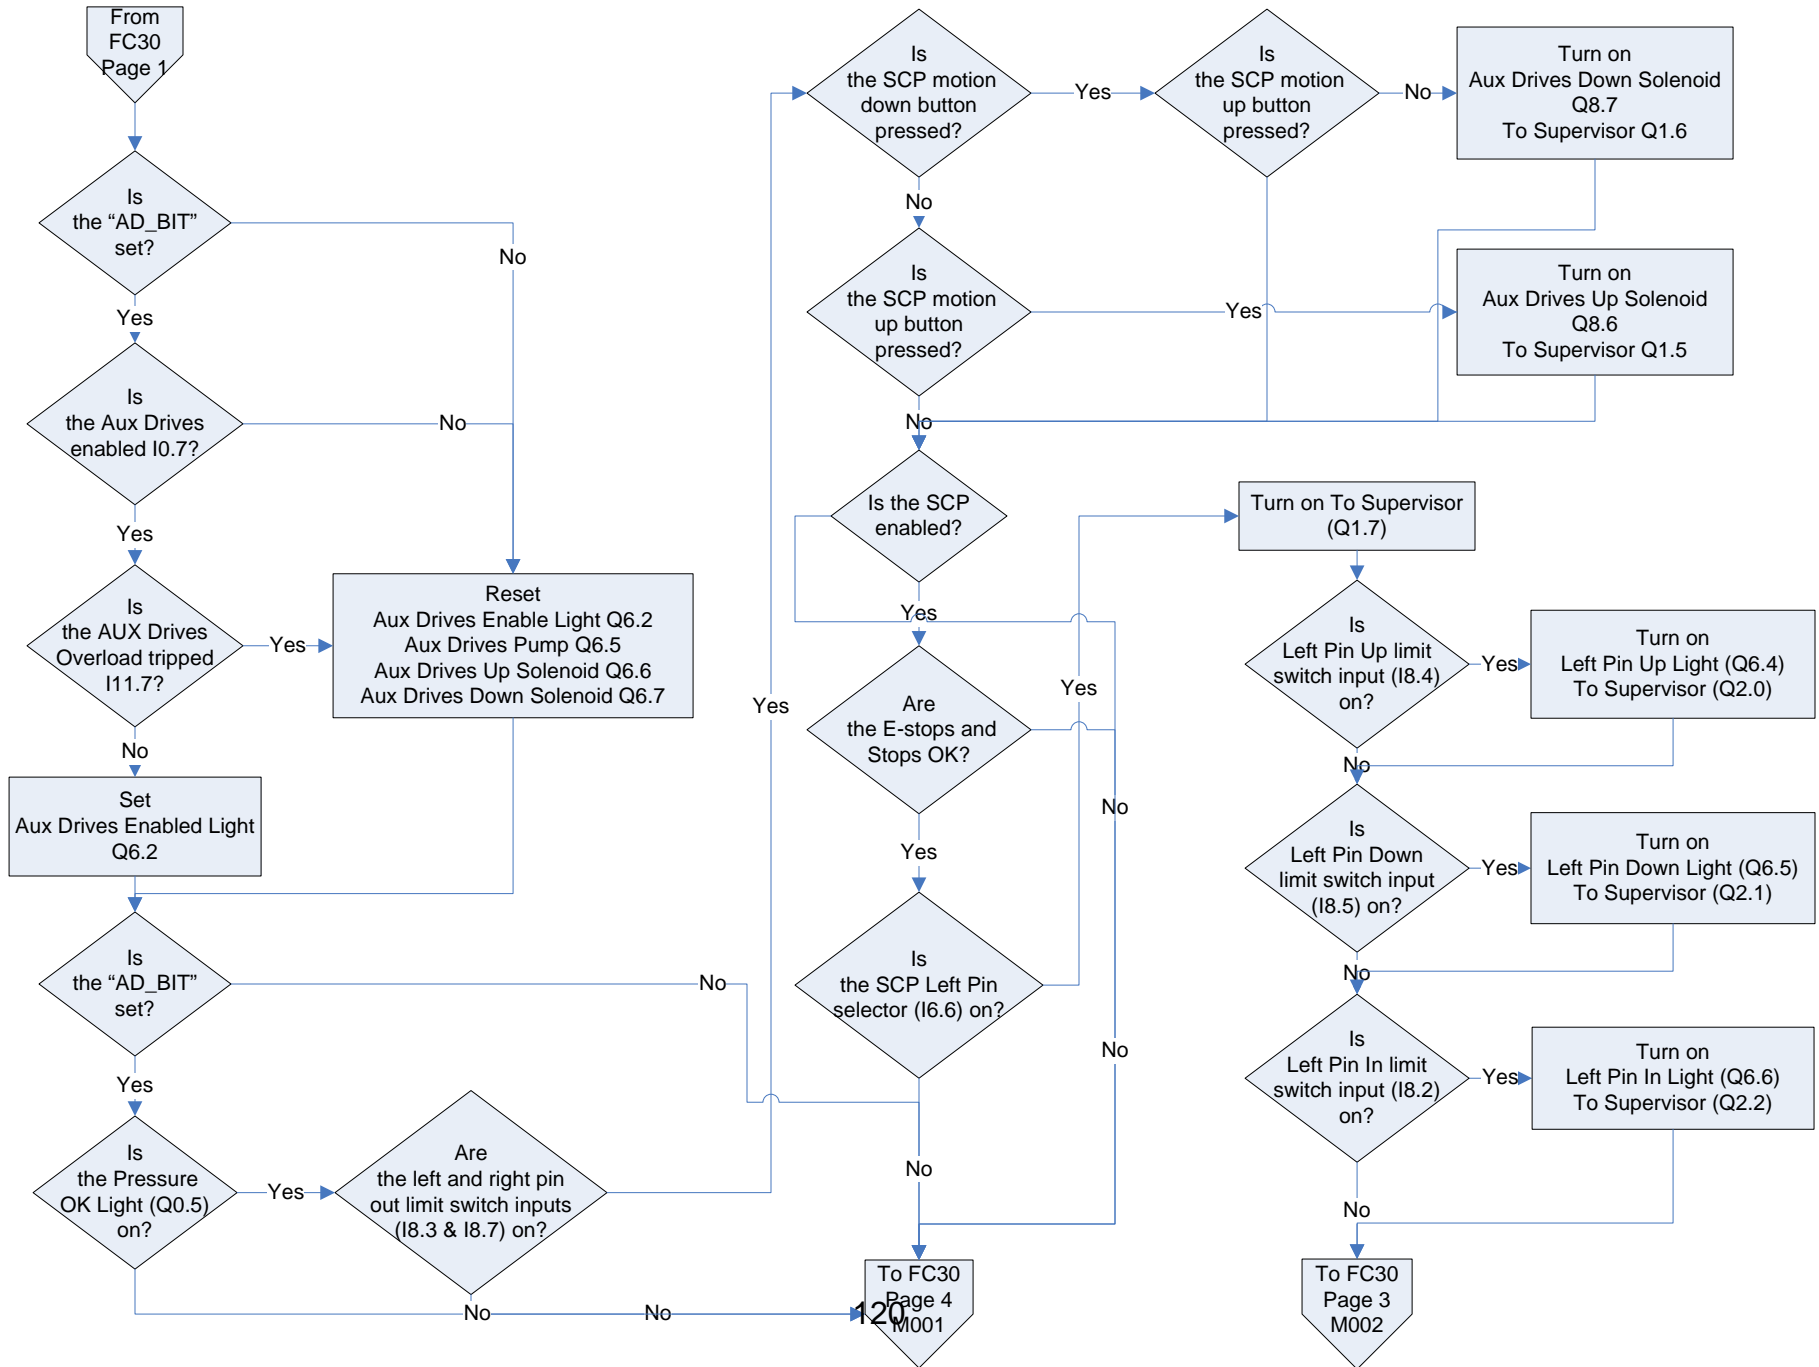 From
FC30
Page 1
Is
the “AD_BIT”
set?
No
Yes
Is
the Aux Drives
enabled I0.7?
No
Yes
Is
the AUX Drives
Overload tripped
I11.7?
Yes
No
Reset
Aux Drives Enable Light Q6.2
Aux Drives Pump Q6.5
Aux Drives Up Solenoid Q6.6
Aux Drives Down Solenoid Q6.7
Set
Aux Drives Enabled Light
Q6.2
Is
the “AD_BIT”
set?
No
Yes
Is
the Pressure
OK Light (Q0.5)
on?
Yes
No
Are
the left and right pin
out limit switch inputs
(I8.3 & I8.7) on?
No
Yes
Is
the SCP motion
down button
pressed?
Yes
No
Is
the SCP motion
up button
pressed?
No
Turn on
Aux Drives Down Solenoid
Q8.7
To Supervisor Q1.6
Is
the SCP motion
up button
pressed?
Yes
No
Turn on
Aux Drives Up Solenoid
Q8.6
To Supervisor Q1.5
Is the SCP
enabled?
Yes
No
Are
the E-stops and
Stops OK?
Yes
No
Is
the SCP Left Pin
selector (I6.6) on?
Yes
No
To FC30
Page 4
M001
120
Turn on To Supervisor
(Q1.7)
Is
Left Pin Up limit
switch input (I8.4)
on?
Yes
No
Turn on
Left Pin Up Light (Q6.4)
To Supervisor (Q2.0)
Is
Left Pin Down
limit switch input
(I8.5) on?
Yes
No
Turn on
Left Pin Down Light (Q6.5)
To Supervisor (Q2.1)
Is
Left Pin In limit
switch input (I8.2)
on?
Yes
No
Turn on
Left Pin In Light (Q6.6)
To Supervisor (Q2.2)
To FC30
Page 3
M002